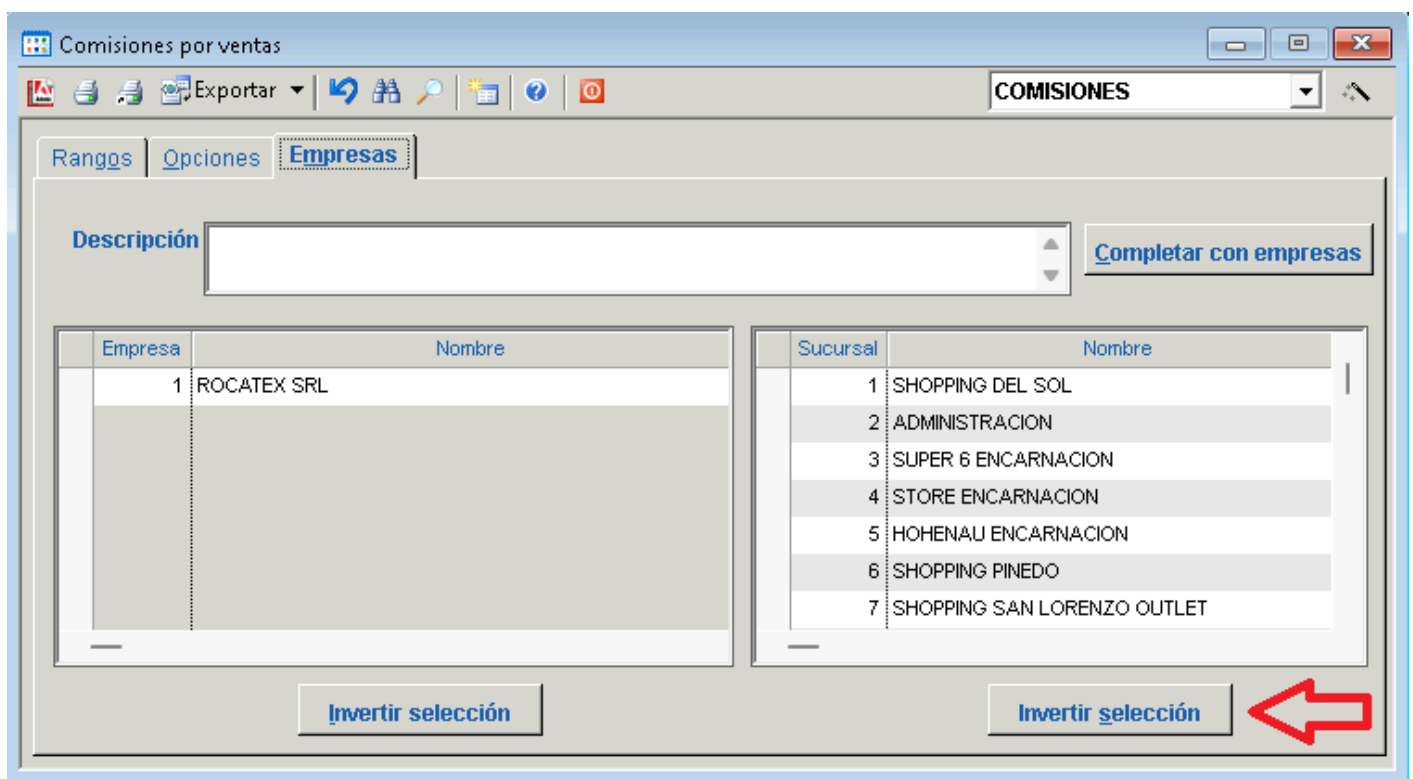 Comisiones por ventas
Exportar COMISIONES
Rangos Opciones Empresas
Descripción Completar con empresas
Empresa Nombre
1 ROCATEX SRL
Sucursal Nombre
1 SHOPPING DEL SOL
2 ADMINISTRACION
3 SUPER 6 ENCARNACION
4 STORE ENCARNACION
5 HOHENAU ENCARNACION
6 SHOPPING PINEDO
7 SHOPPING SAN LORENZO OUTLET
Invertir selección Invertir selección